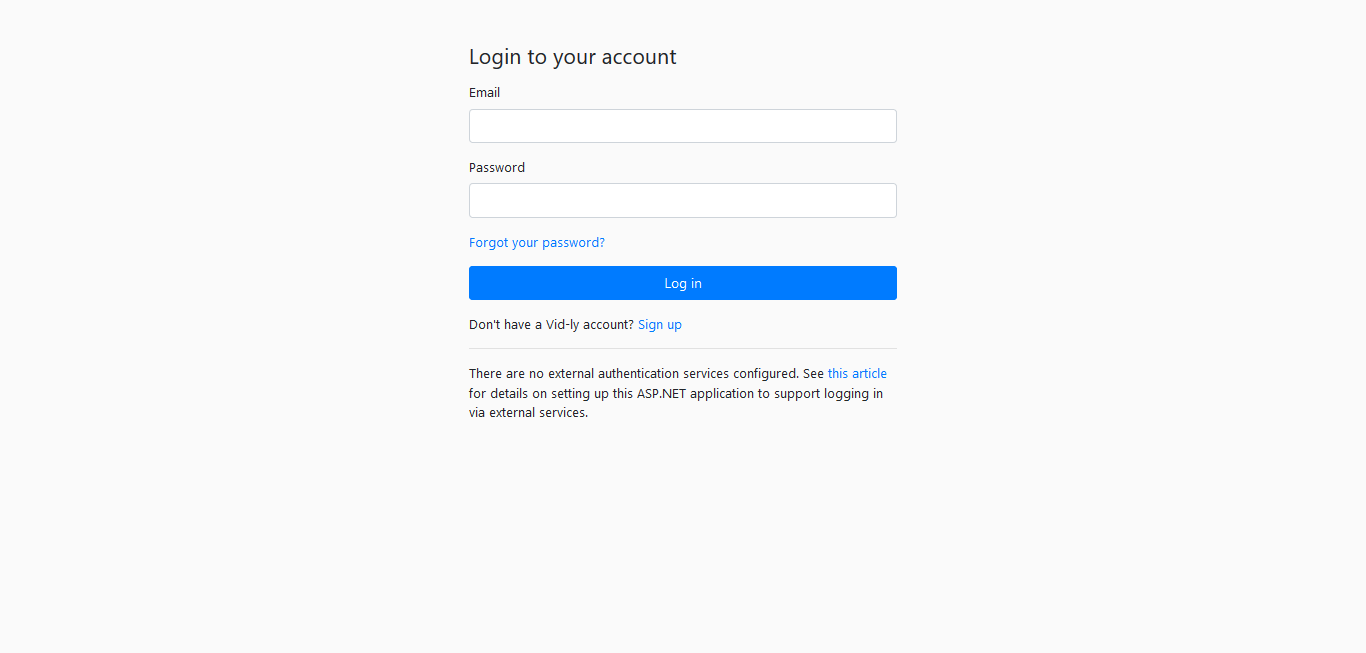 Login to your account
Email
Password
Forgot your password?
Log in
Don't have a Vid-ly account? Sign up
There are no external authentication services configured. See this article
for details on setting up this ASP.NET application to support logging in
via external services.